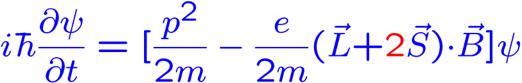 iħ ∂ψ/∂t = [p²/2m − e/2m (L⃗+2S⃗)·B⃗]ψ